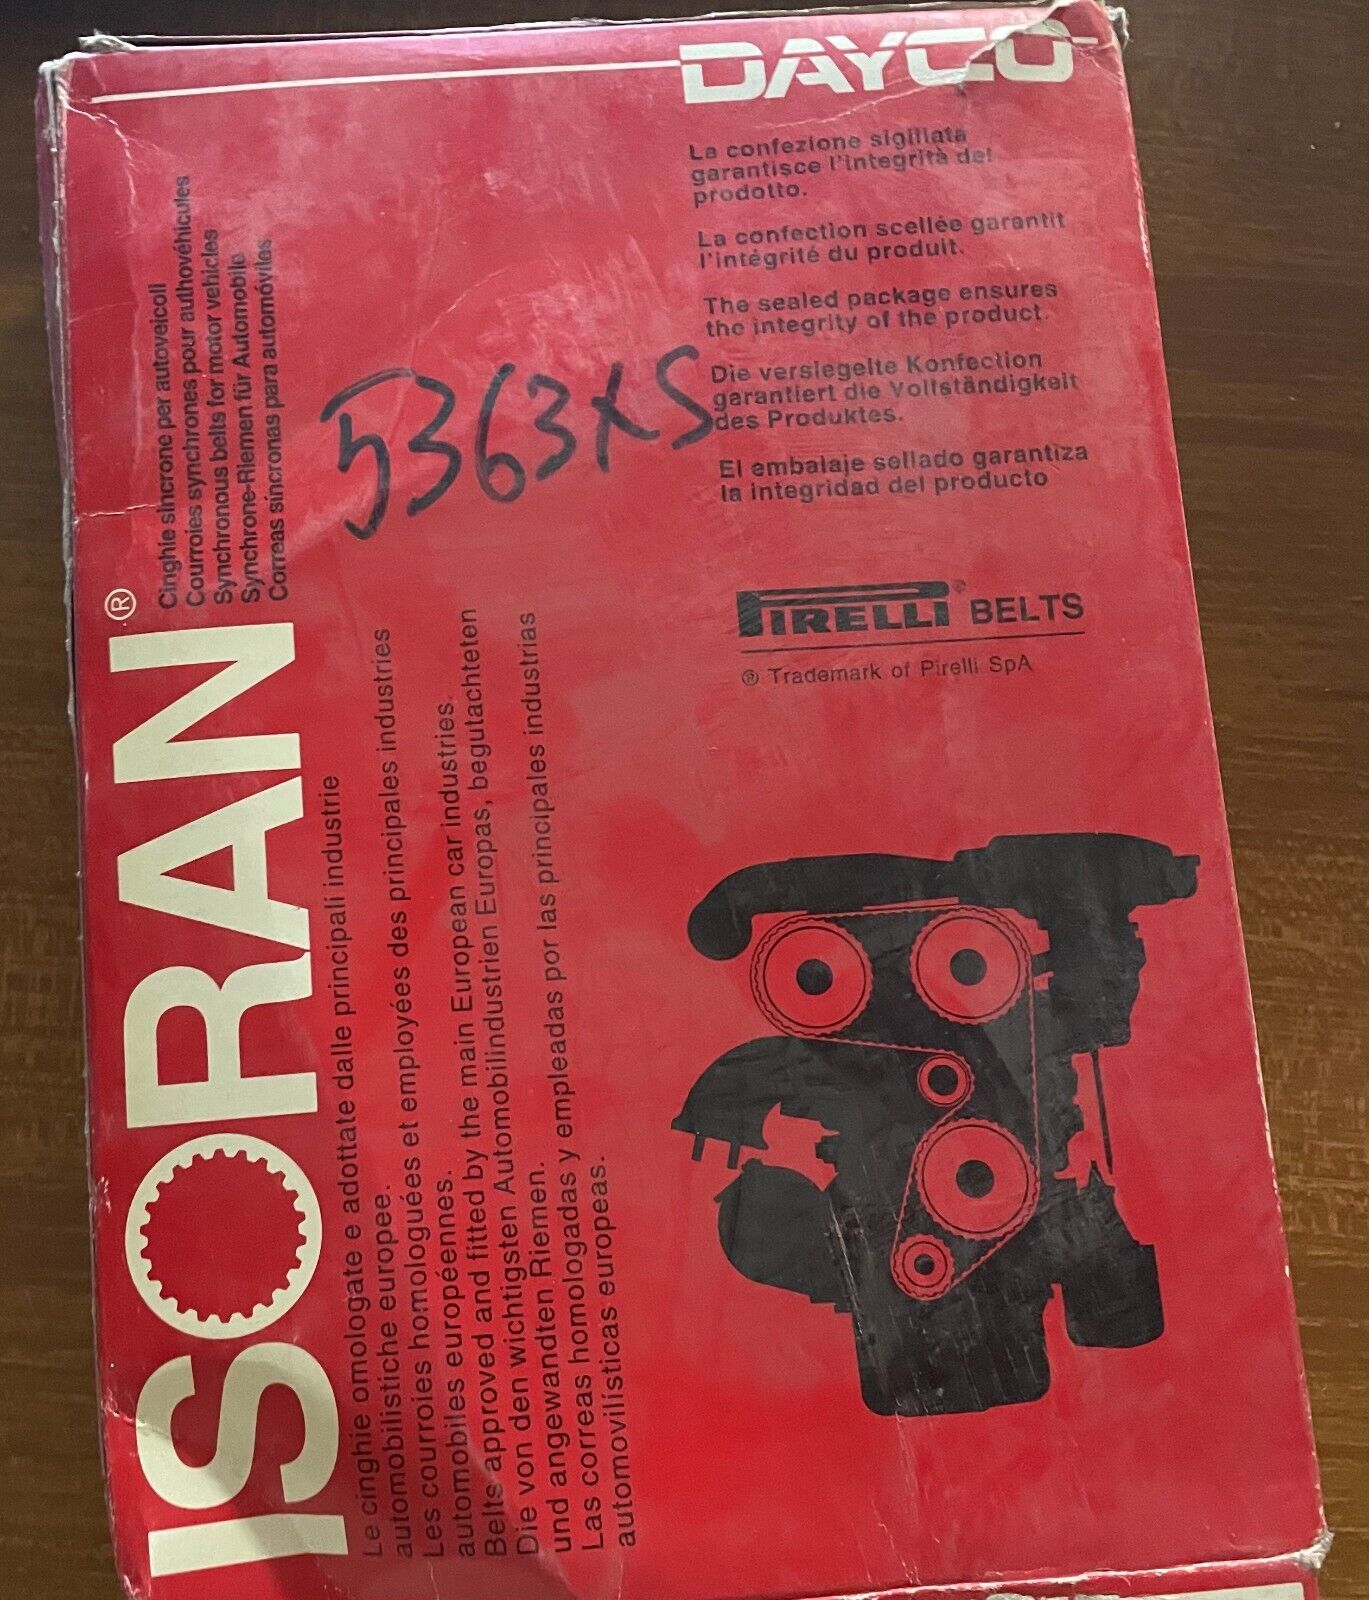 DAYCO
La confezione sigillata
garantisce l'integrità del
prodotto.
La confection scellée garantit
l'intégrité du produit.
The sealed package ensures
the integrity of the product.
Die versiegelte Konfection
garantiert die Vollständigkeit
des Produktes.
El embalaje sellado garantiza
la integridad del producto
PIRELLI® BELTS
® Trademark of Pirelli SpA
5363XS
ISORAN®
Cinghie sincrone per autoveicoli
Courroies synchrones pour authovéhicules
Synchronous belts for motor vehicles
Synchrone-Riemen für Automobile
Correas sincronas para automóviles
Le cinghie omologate e adottate dalle principali industrie
automobilistiche europee.
Les courroies homologuées et employées des principales industries
automobiles européennes.
Belts approved and fitted by the main European car industries.
Die von den wichtigsten Automobilindustrien Europas, begutachteten
und angewandten Riemen.
Las correas homologadas y empleadas por las principales industrias
automovilisticas europeas.